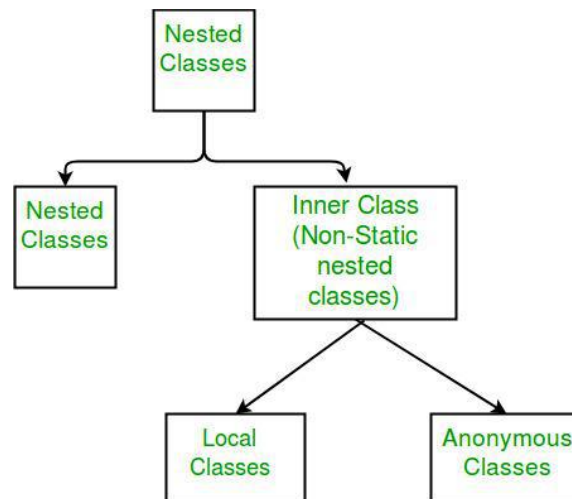 Nested
Classes
Nested
Classes
Inner Class
(Non-Static
nested
classes)
Local
Classes
Anonymous
Classes